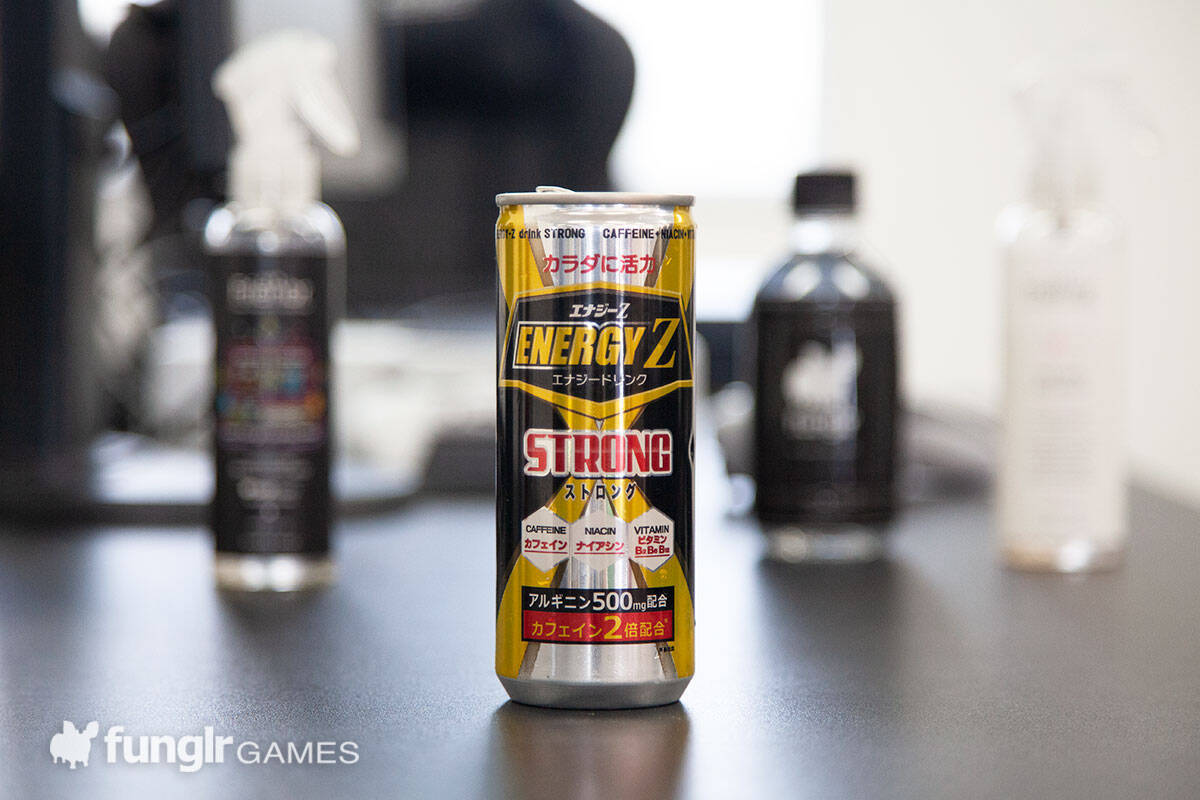 ENERGY-Z drink STRONG CAFFEINE+NIACIN+
カラダに活力
エナジーZ
ENERGY Z
エナジードリンク
STRONG
ストロング
CAFFEINE
カフェイン
NIACIN
ナイアシン
VITAMIN
ビタミン
B2 B6 B12
アルギニン500mg配合
カフェイン2倍配合※
funglr GAMES